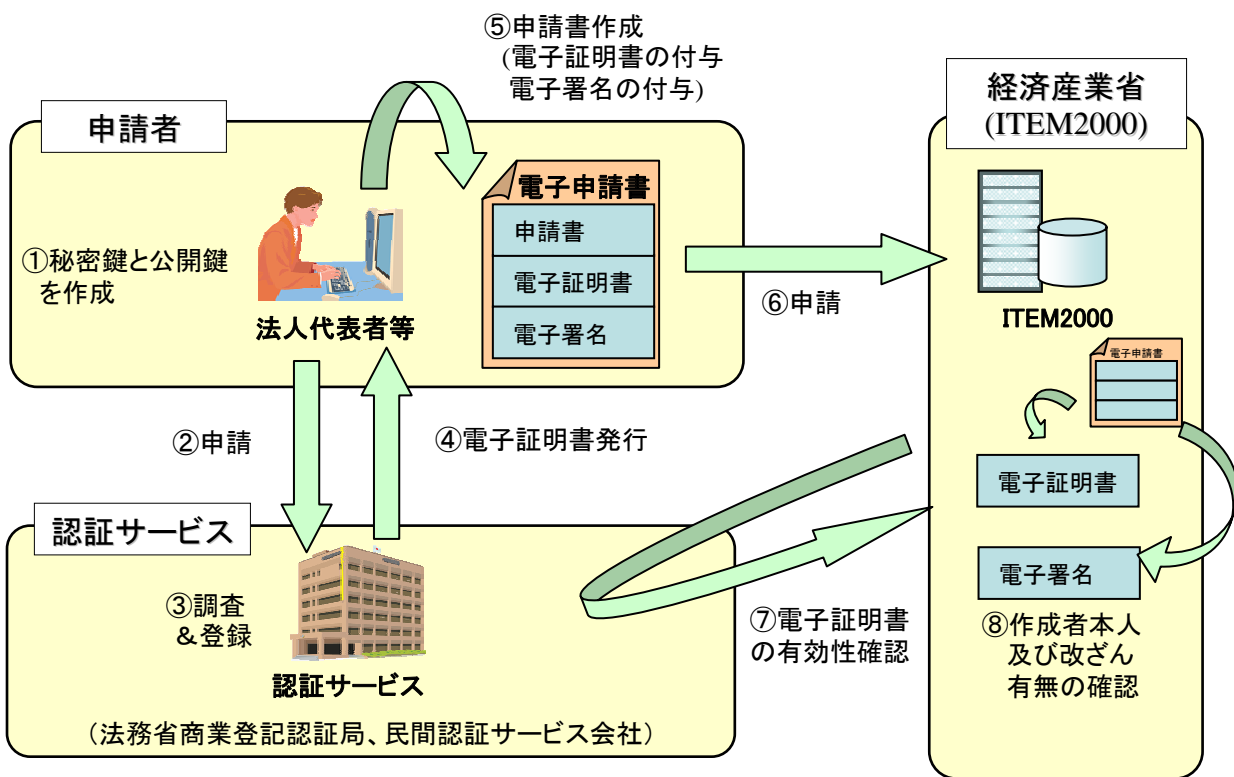 ⑤申請書作成
(電子証明書の付与
電子署名の付与)
申請者
電子申請書
申請書
電子証明書
電子署名
①秘密鍵と公開鍵
を作成
法人代表者等
⑥申請
経済産業省
(ITEM2000)
ITEM2000
電子申請書
電子証明書
電子署名
⑧作成者本人
及び改ざん
有無の確認
②申請
④電子証明書発行
認証サービス
③調査
&登録
認証サービス
(法務省商業登記認証局、民間認証サービス会社)
⑦電子証明書
の有効性確認